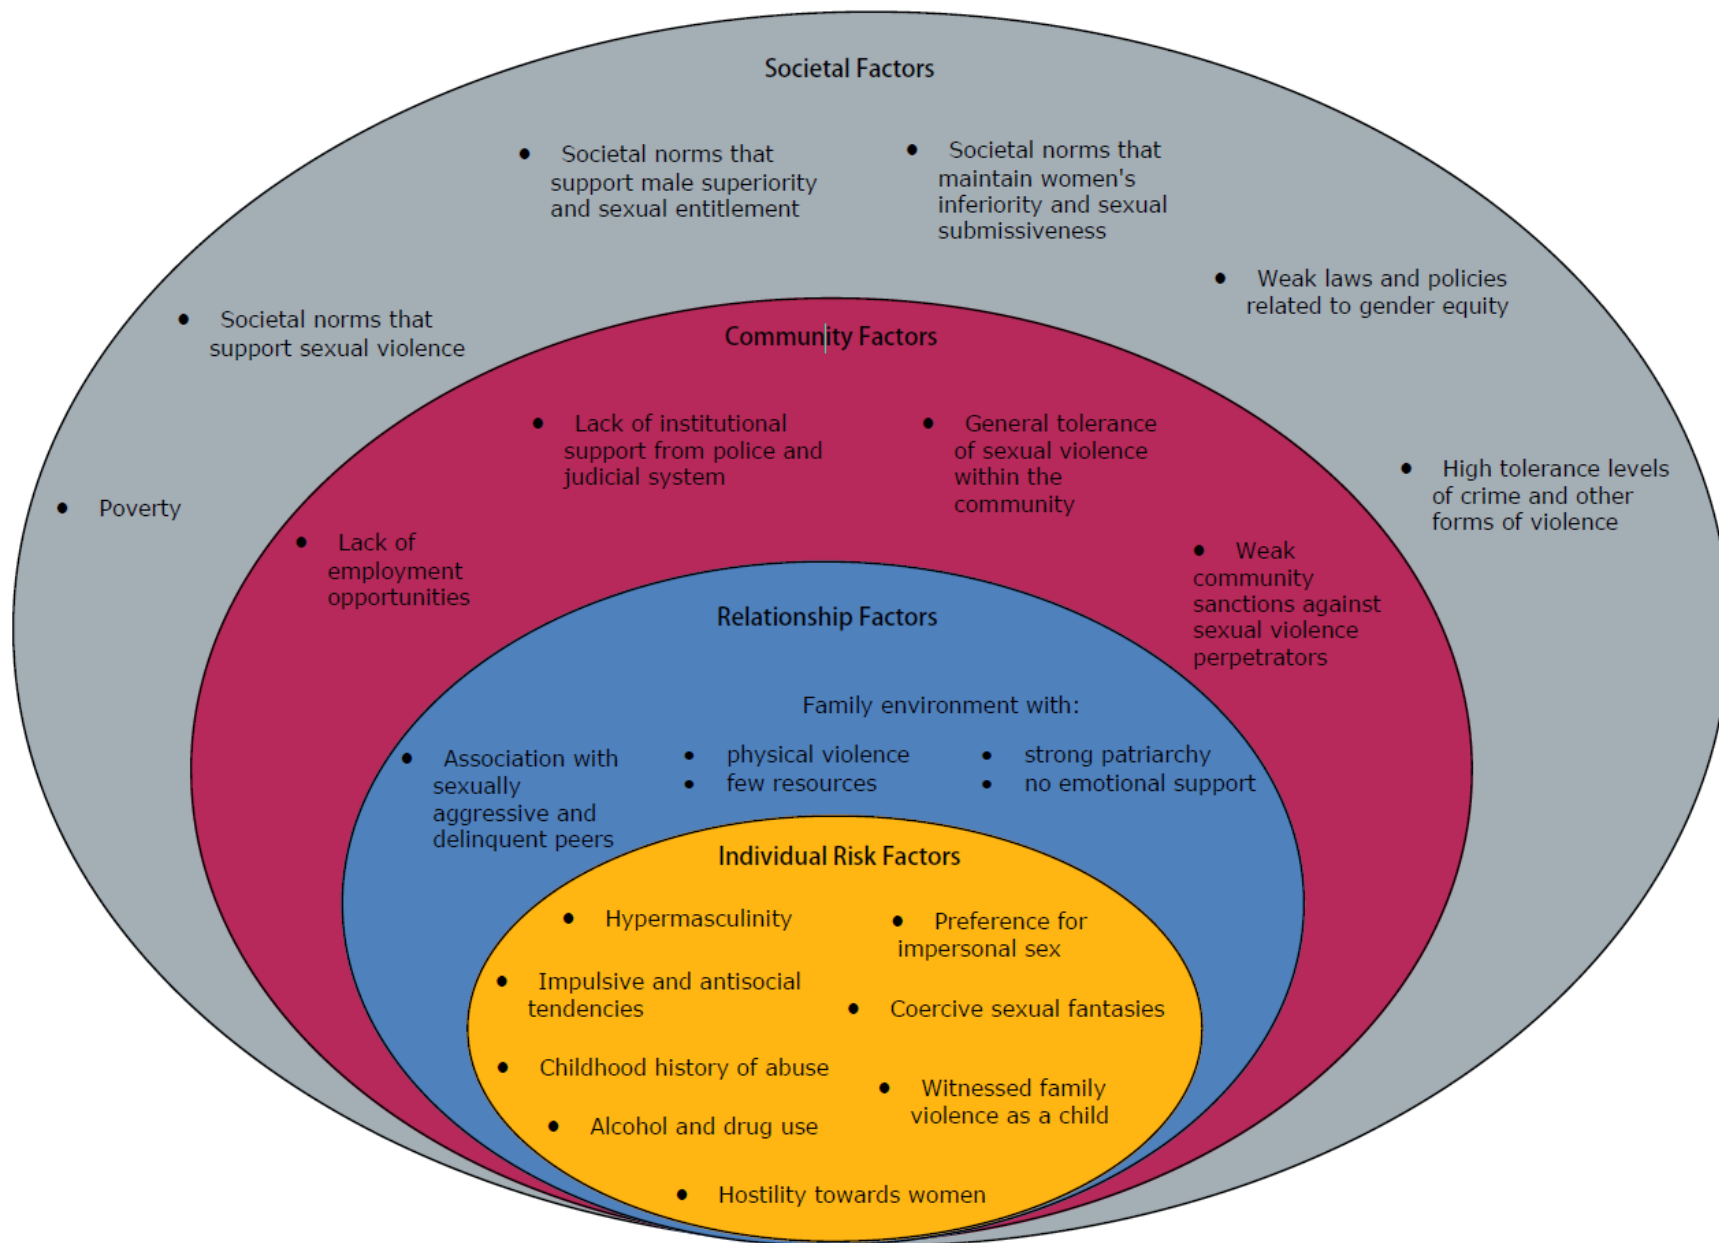 Societal Factors
● Societal norms that
support male superiority
and sexual entitlement
● Societal norms that
maintain women's
inferiority and sexual
submissiveness
● Weak laws and policies
related to gender equity
● Societal norms that
support sexual violence
● High tolerance levels
of crime and other
forms of violence
● Poverty
Community Factors
● Lack of institutional
support from police and
judicial system
● General tolerance
of sexual violence
within the
community
● Lack of
employment
opportunities
● Weak
community
sanctions against
sexual violence
perpetrators
Relationship Factors
● Association with
sexually
aggressive and
delinquent peers
Family environment with:
● physical violence
● few resources
● strong patriarchy
● no emotional support
Individual Risk Factors
● Hypermasculinity
● Preference for
impersonal sex
● Impulsive and antisocial
tendencies
● Coercive sexual fantasies
● Childhood history of abuse
● Witnessed family
violence as a child
● Alcohol and drug use
● Hostility towards women